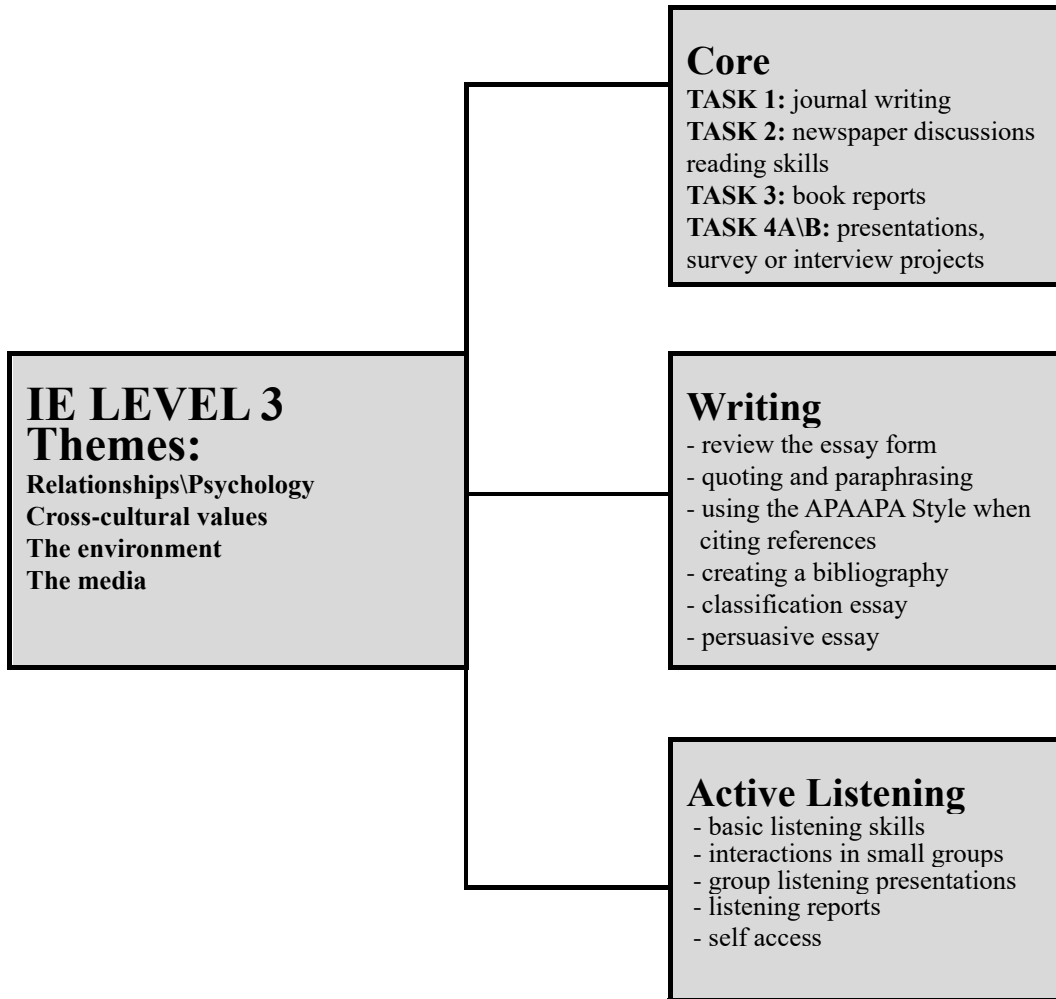 Core
TASK 1: journal writing
TASK 2: newspaper discussions
reading skills
TASK 3: book reports
TASK 4A\B: presentations,
survey or interview projects
IE LEVEL 3
Themes:
Relationships\Psychology
Cross-cultural values
The environment
The media
Writing
- review the essay form
- quoting and paraphrasing
- using the APAAPA Style when
citing references
- creating a bibliography
- classification essay
- persuasive essay
Active Listening
- basic listening skills
- interactions in small groups
- group listening presentations
- listening reports
- self access